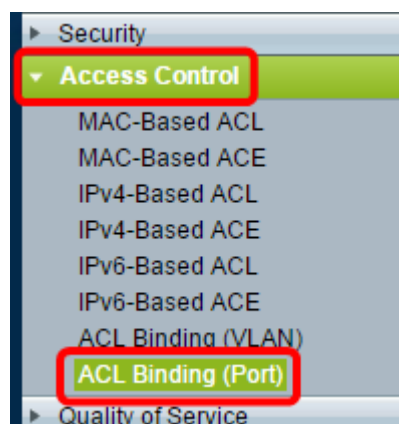 Security
Access Control
MAC-Based ACL
MAC-Based ACE
IPv4-Based ACL
IPv4-Based ACE
IPv6-Based ACL
IPv6-Based ACE
ACL Binding (VLAN)
ACL Binding (Port)
Quality of Service